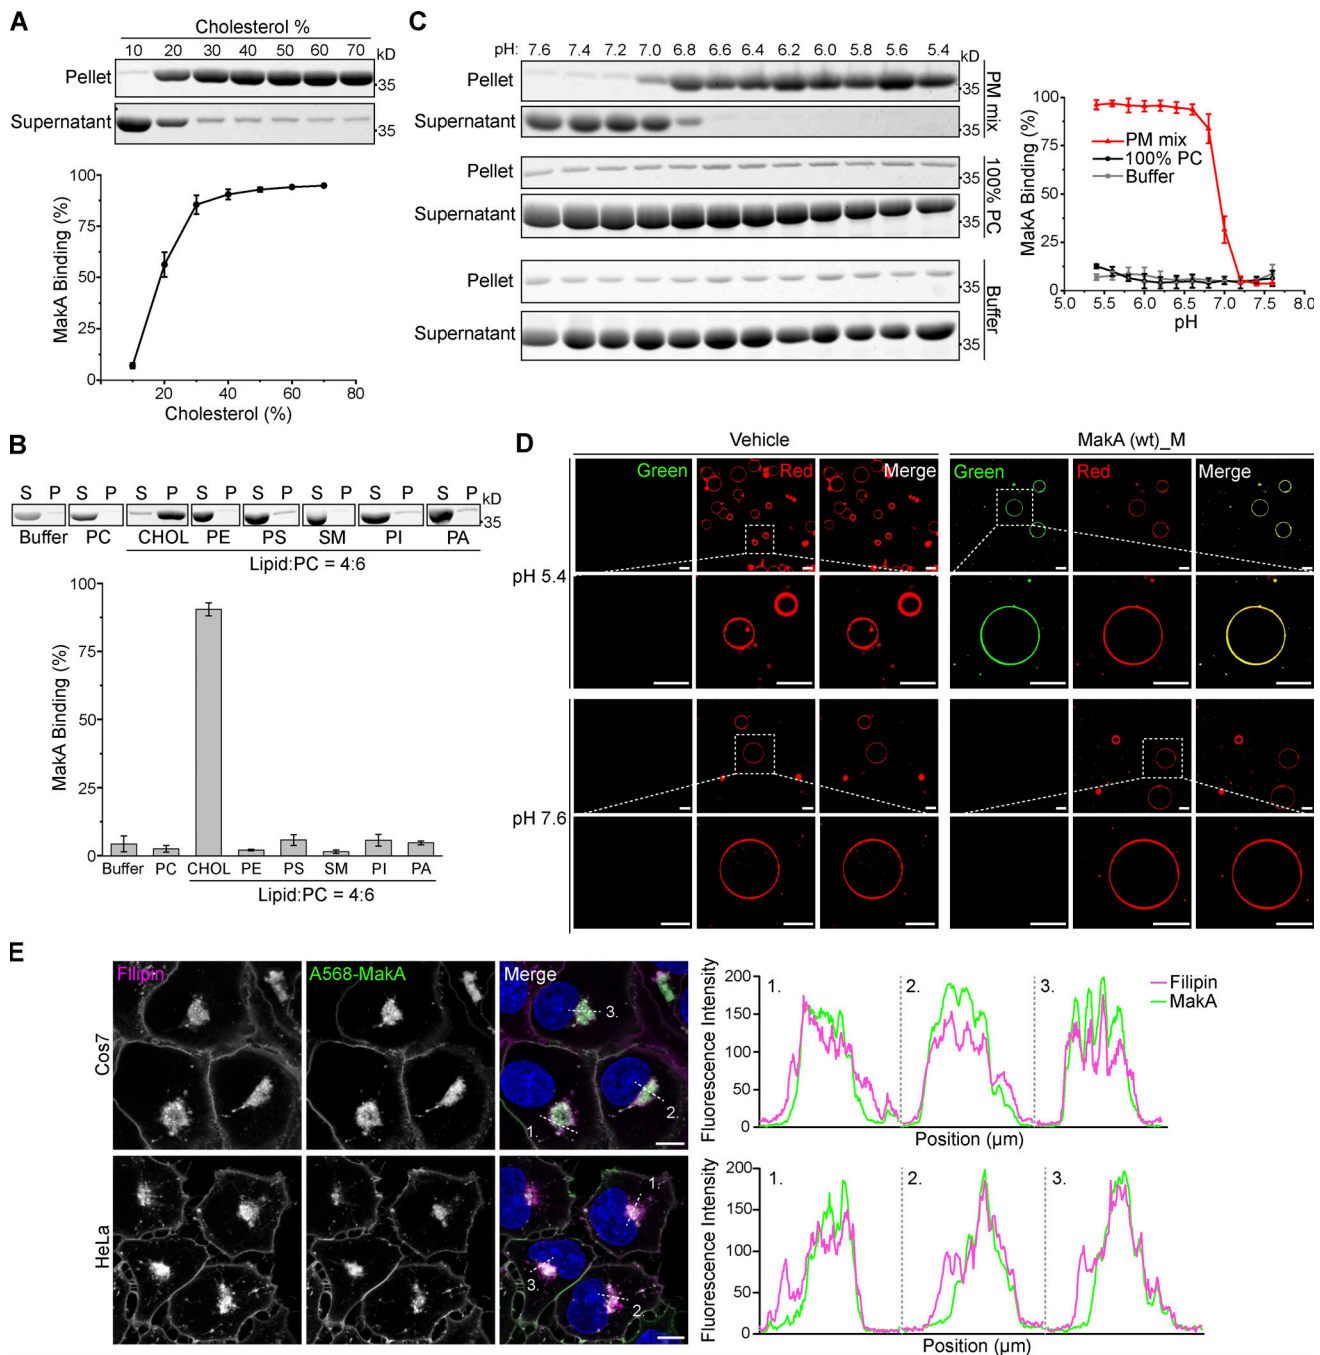 A
Cholesterol %
10 20 30 40 50 60 70 kD
Pellet 35
Supernatant 35
MakA Binding (%)
100
75
50
25
0
20 40 60 80
Cholesterol (%)
B
S P S P S P S P S P S P S P S P kD
35
Buffer PC CHOL PE PS SM PI PA
Lipid:PC = 4:6
MakA Binding (%)
100
75
50
25
0
Buffer PC CHOL PE PS SM PI PA
Lipid:PC = 4:6
C
pH: 7.6 7.4 7.2 7.0 6.8 6.6 6.4 6.2 6.0 5.8 5.6 5.4 kD
Pellet 35
Supernatant 35
PM mix
Pellet
Supernatant 35
100% PC
Pellet 35
Supernatant 35
Buffer
MakA Binding (%)
100
75
50
25
0
PM mix
100% PC
Buffer
5.0 5.5 6.0 6.5 7.0 7.5 8.0
pH
D
Vehicle MakA (wt)_M
Green Red Merge Green Red Merge
pH 5.4
pH 7.6
E
Filipin A568-MakA Merge
Cos7
3.
2.
1.
HeLa
1.
3.
2.
Fluorescence Intensity
200
150
100
50
0
1. 2. 3.
Filipin
MakA
Position (µm)
Fluorescence Intensity
200
150
100
50
0
1. 2. 3.
Position (µm)